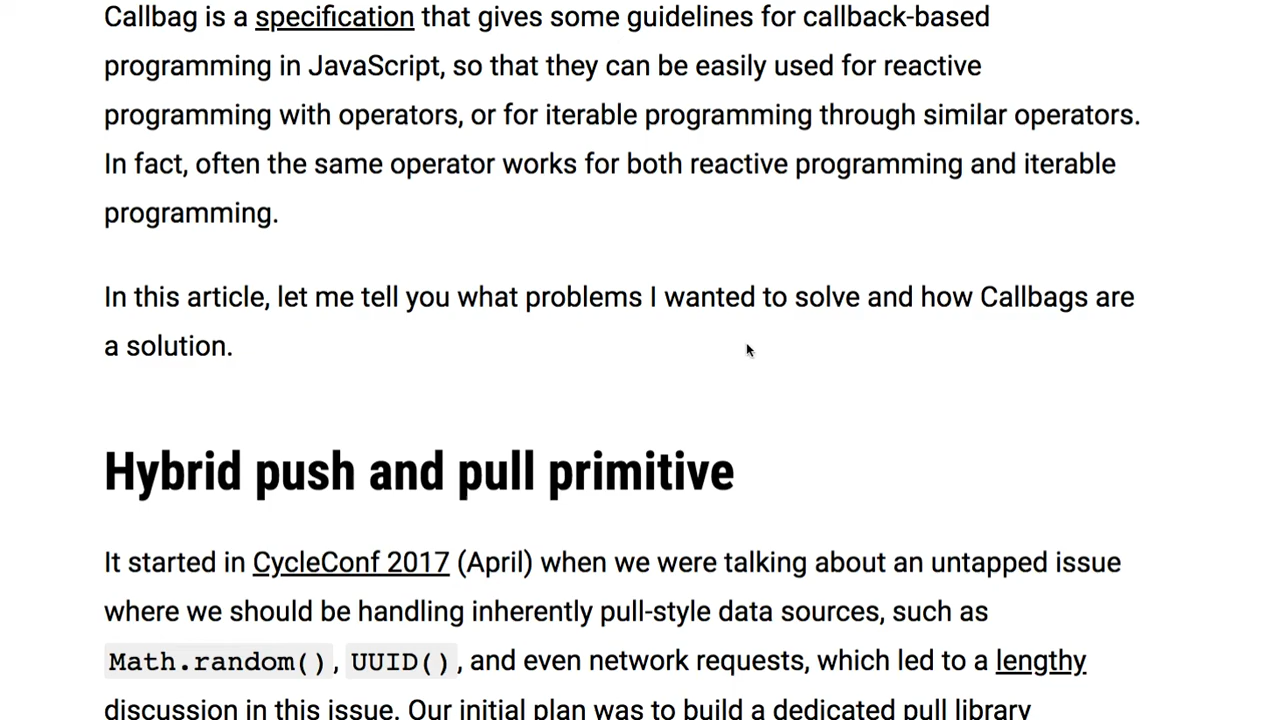 Callbag is a specification that gives some guidelines for callback-based
programming in JavaScript, so that they can be easily used for reactive
programming with operators, or for iterable programming through similar operators.
In fact, often the same operator works for both reactive programming and iterable
programming.
In this article, let me tell you what problems I wanted to solve and how Callbags are
a solution.
Hybrid push and pull primitive
It started in CycleConf 2017 (April) when we were talking about an untapped issue
where we should be handling inherently pull-style data sources, such as
Math.random(), UUID(), and even network requests, which led to a lengthy
discussion in this issue. Our initial plan was to build a dedicated pull library